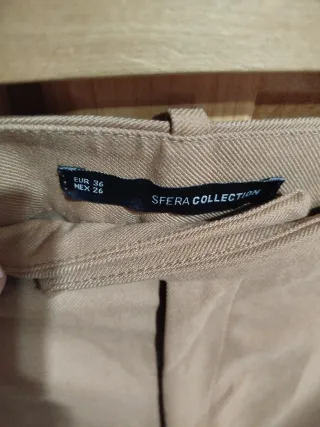 EUR 36
MEX 26
SFERA COLLECTION